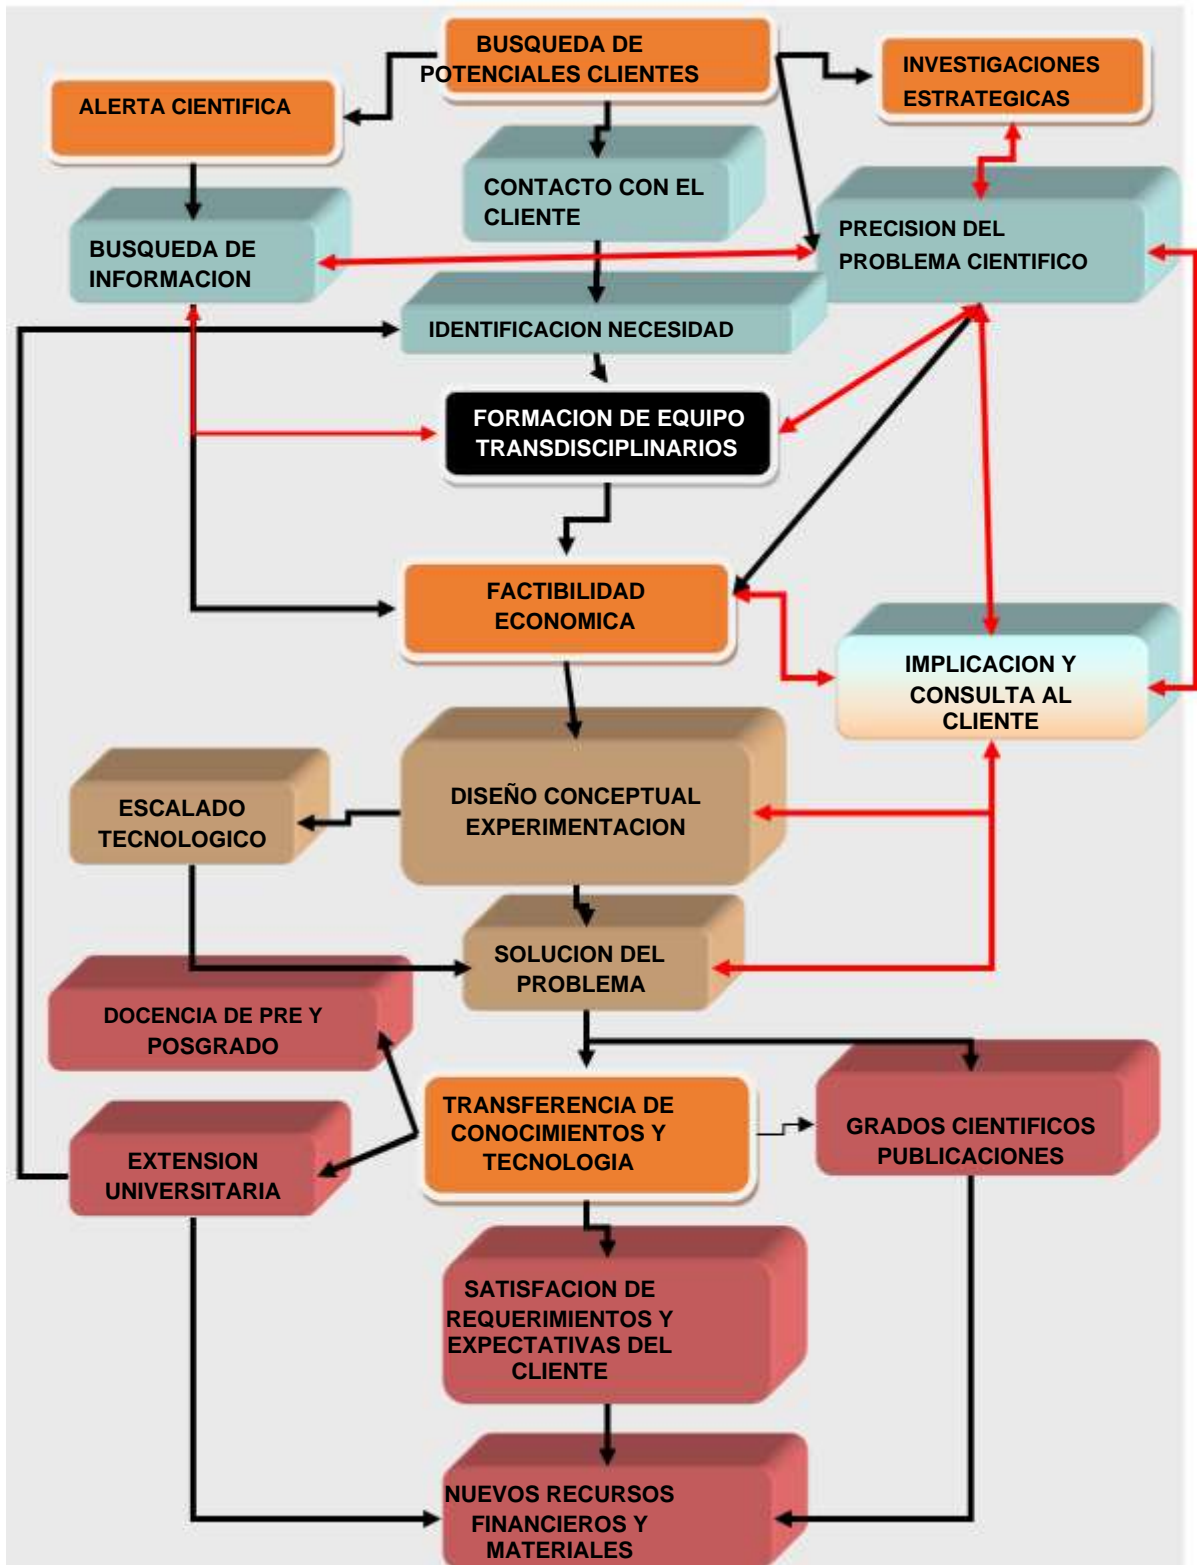 BUSQUEDA DE
POTENCIALES CLIENTES
INVESTIGACIONES
ESTRATEGICAS
ALERTA CIENTIFICA
CONTACTO CON EL
CLIENTE
PRECISION DEL
PROBLEMA CIENTIFICO
BUSQUEDA DE
INFORMACION
IDENTIFICACION NECESIDAD
FORMACION DE EQUIPO
TRANSDISCIPLINARIOS
FACTIBILIDAD
ECONOMICA
IMPLICACION Y
CONSULTA AL
CLIENTE
DISEÑO CONCEPTUAL
EXPERIMENTACION
ESCALADO
TECNOLOGICO
SOLUCION DEL
PROBLEMA
DOCENCIA DE PRE Y
POSGRADO
TRANSFERENCIA DE
CONOCIMIENTOS Y
TECNOLOGIA
GRADOS CIENTIFICOS
PUBLICACIONES
EXTENSION
UNIVERSITARIA
SATISFACION DE
REQUERIMIENTOS Y
EXPECTATIVAS DEL
CLIENTE
NUEVOS RECURSOS
FINANCIEROS Y
MATERIALES